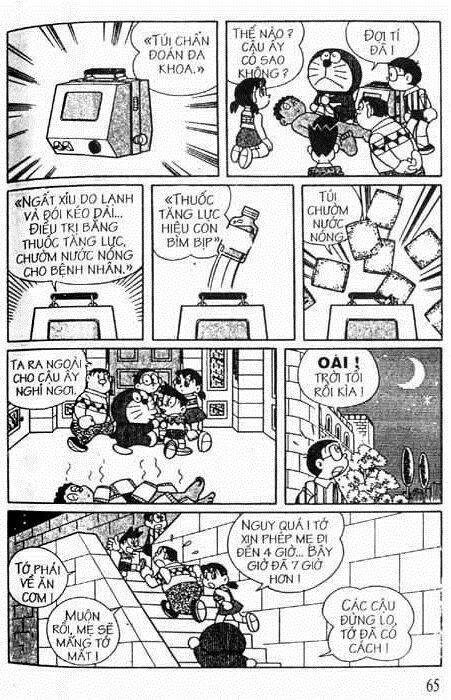 «TÚI CHẨN
ĐOÁN ĐA
KHOA.»
THẾ NÀO?
CẬU ẤY
CÓ SAO
KHÔNG?
ĐỢI TÍ
ĐÃ!
«NGẤT XỈU DO LẠNH
VÀ ĐÓI KÉO DÀI...
ĐIỀU TRỊ BẰNG
THUỐC TĂNG LỰC,
CHƯỜM NƯỚC NÓNG
CHO BỆNH NHÂN.»
«THUỐC
TĂNG LỰC
HIỆU CON
BÌM BỊP»
TÚI
CHƯỜM
NƯỚC
NÓNG
TA RA NGOÀI
CHO CẬU ẤY
NGHỈ NGƠI.
OÁI!
TRỜI TỐI
RỒI KÌA!
NGUY QUÁ! TỚ
XIN PHÉP MẸ ĐI
ĐẾN 4 GIỜ... BÂY
GIỜ ĐÃ 7 GIỜ
HƠN!
TỚ PHẢI
VỀ ĂN
CƠM!
MUỘN
RỒI, MẸ SẼ
MẮNG TỚ
MẤT!
CÁC CẬU
ĐỪNG LO,
TỚ ĐÃ CÓ
CÁCH!
65